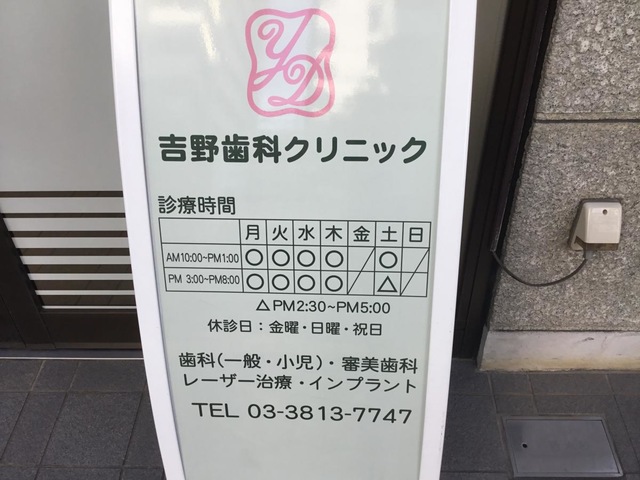 YD
吉野歯科クリニック
診療時間
月 火 水 木 金 土 日
AM10:00~PM1:00 ○ ○ ○ ○ / ○ /
PM 3:00~PM8:00 ○ ○ ○ ○ / △ /
△PM2:30~PM5:00
休診日：金曜・日曜・祝日
歯科（一般・小児）・審美歯科
レーザー治療・インプラント
TEL 03-3813-7747